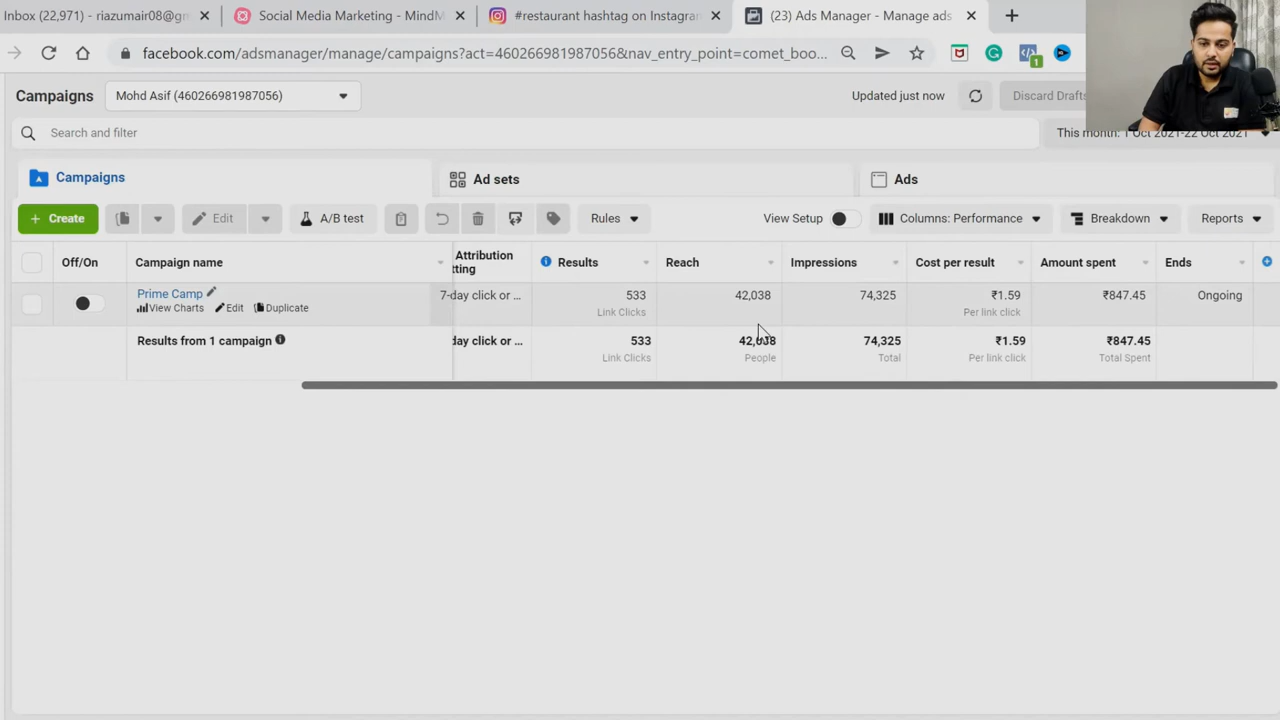 Inbox (22,971) - riazumair08@gm
Social Media Marketing - MindM
#restaurant hashtag on Instagram
(23) Ads Manager - Manage ads
facebook.com/adsmanager/manage/campaigns?act=460266981987056&nav_entry_point=comet_boo...
1
Campaigns
Mohd Asif (460266981987056)
Updated just now
Discard Drafts
Search and filter
This month: 1 Oct 2021-22 Oct 2021
Campaigns
Ad sets
Ads
+ Create
Edit
A/B test
Rules
View Setup
Columns: Performance
Breakdown
Reports
Off/On
Campaign name
Attribution
tting
Results
Reach
Impressions
Cost per result
Amount spent
Ends
Prime Camp
7-day click or ...
533
42,038
74,325
₹1.59
₹847.45
Ongoing
View Charts
Edit
Duplicate
Link Clicks
Per link click
Results from 1 campaign
day click or ...
533
42,038
74,325
₹1.59
₹847.45
Link Clicks
People
Total
Per link click
Total Spent